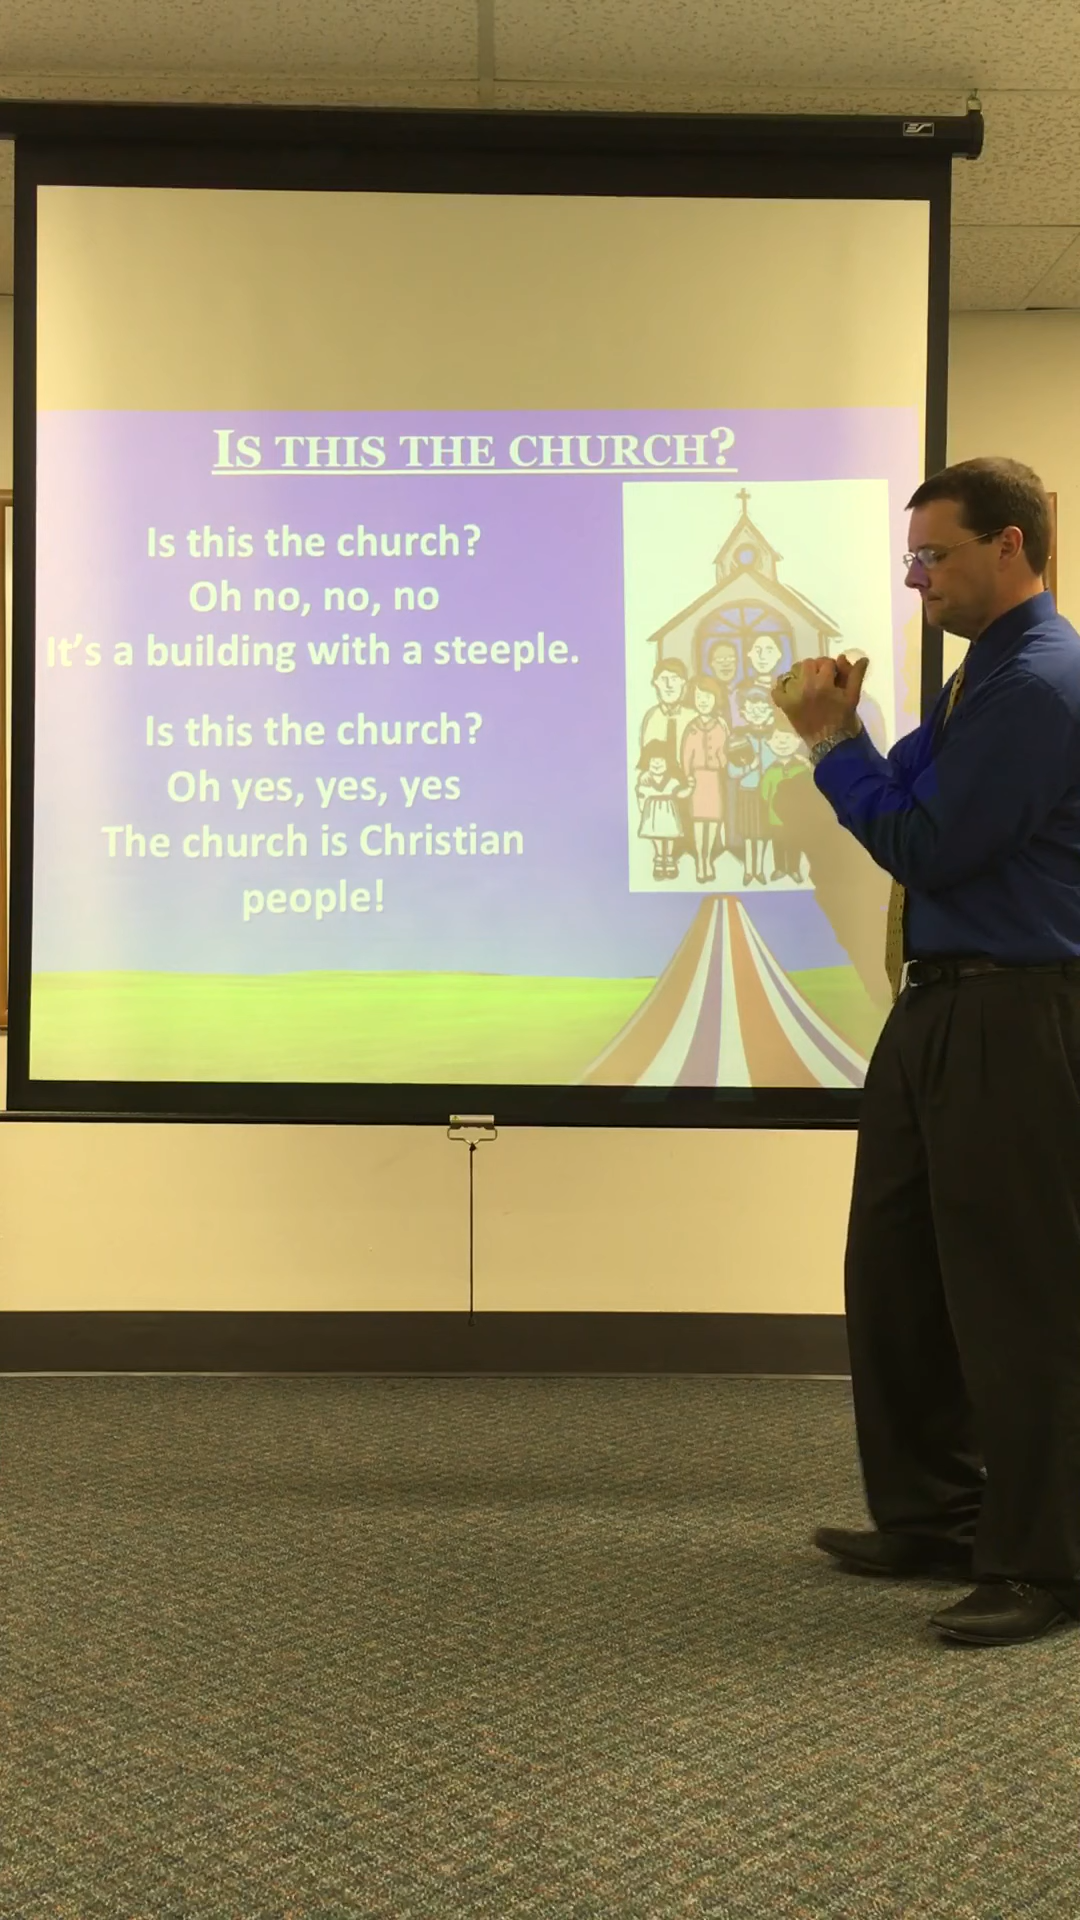 IS THIS THE CHURCH?
Is this the church?
Oh no, no, no
It's a building with a steeple.
Is this the church?
Oh yes, yes, yes
The church is Christian
people!